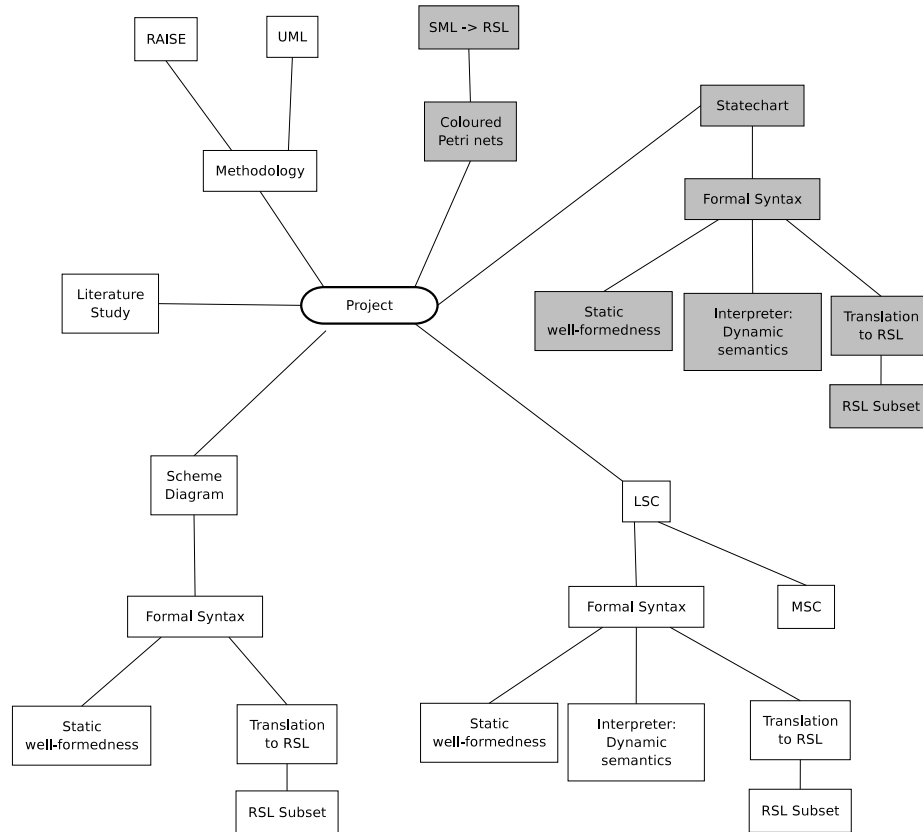 SML -> RSL
RAISE
UML
Statechart
Coloured
Petri nets
Methodology
Formal Syntax
Literature
Study
Project
Static
well-formedness
Interpreter:
Dynamic
semantics
Translation
to RSL
RSL Subset
Scheme
Diagram
LSC
Formal Syntax
MSC
Formal Syntax
Static
well-formedness
Translation
to RSL
Static
well-formedness
Interpreter:
Dynamic
semantics
Translation
to RSL
RSL Subset
RSL Subset